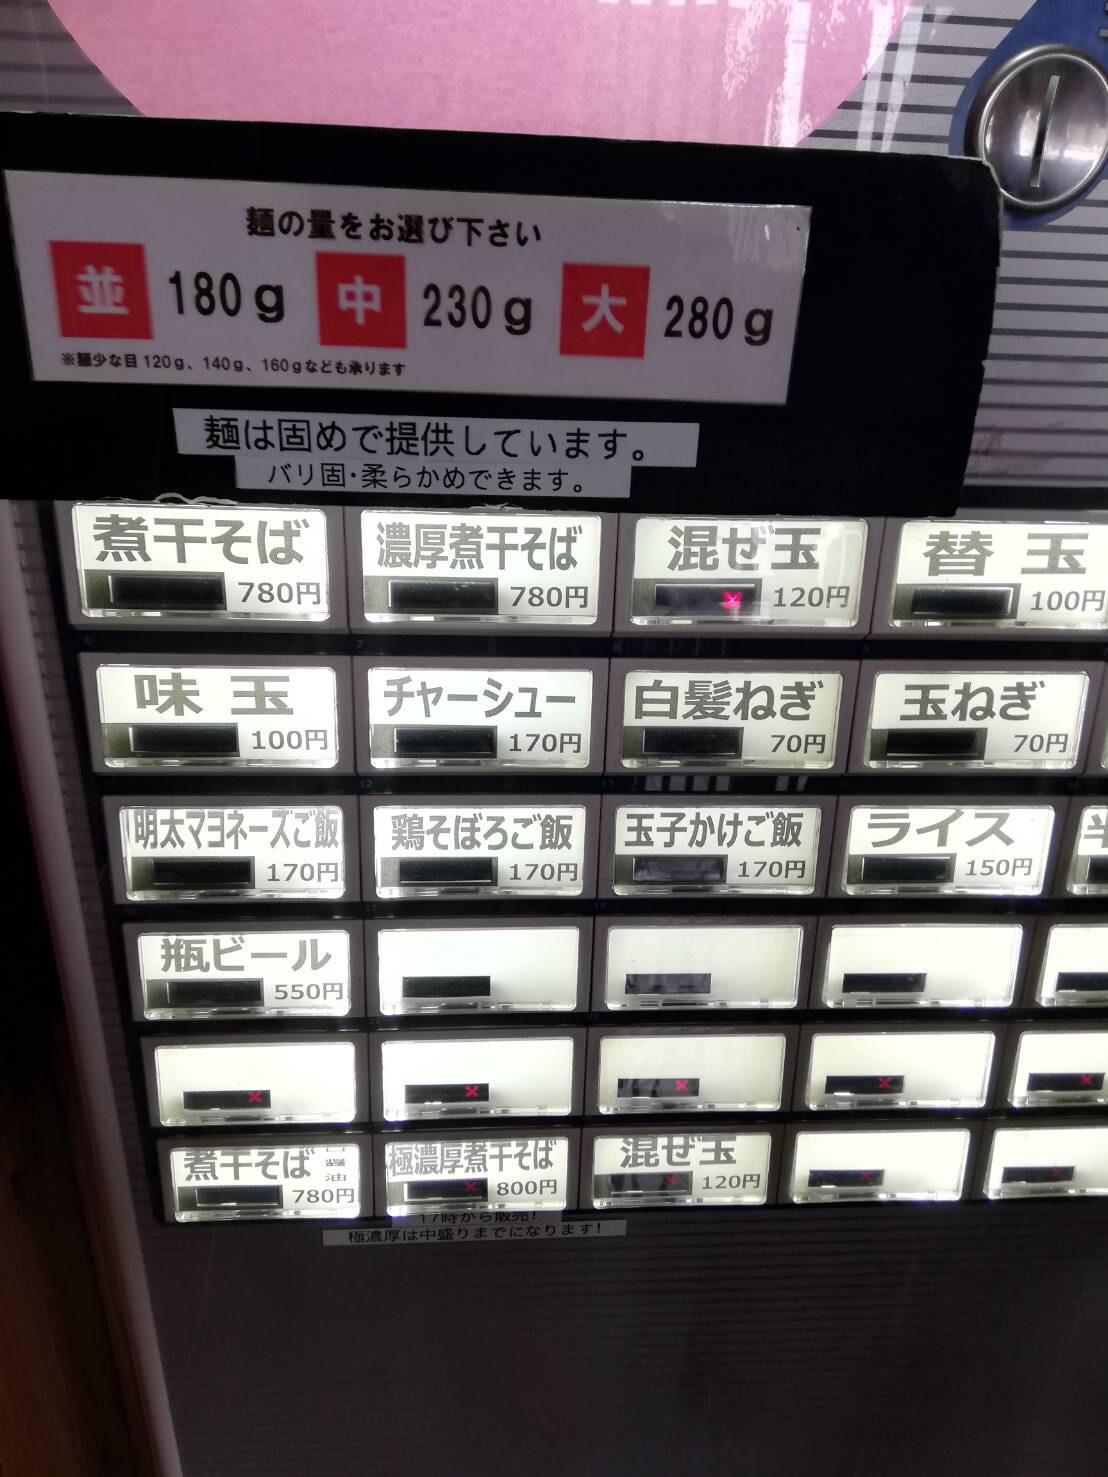 麺の量をお選び下さい
並 180g 中 230g 大 280g
※麺少な目120g、140g、160gなども承ります
麺は固めで提供しています。
バリ固・柔らかめできます。
煮干そば 780円
濃厚煮干そば 780円
混ぜ玉 120円
替玉 100円
味玉 100円
チャーシュー 170円
白髪ねぎ 70円
玉ねぎ 70円
明太マヨネーズご飯 170円
鶏そぼろご飯 170円
玉子かけご飯 170円
ライス 150円
半
瓶ビール 550円
煮干そば 白醤油 780円
極濃厚煮干そば 800円
混ぜ玉 120円
17時から販売!
極濃厚は中盛りまでになります!